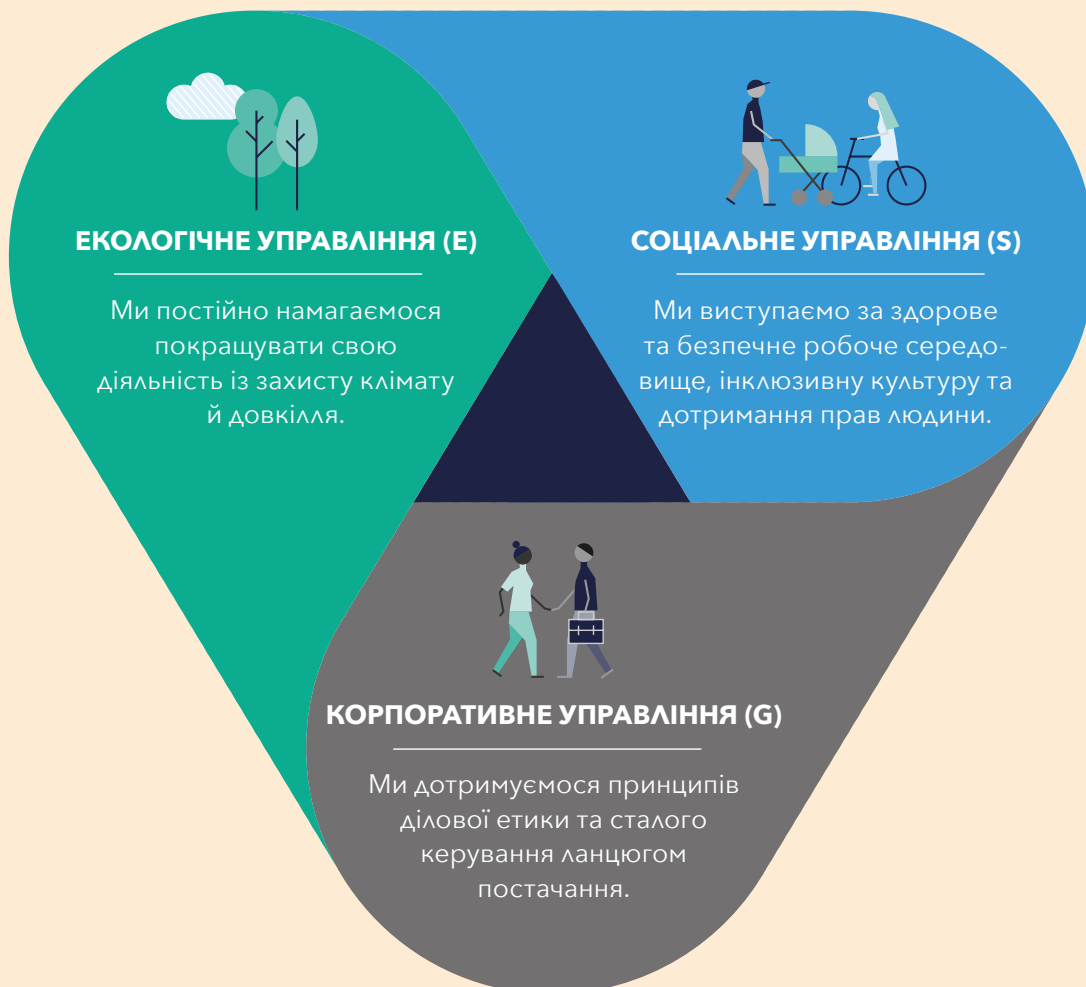 ЕКОЛОГІЧНЕ УПРАВЛІННЯ (E)
Ми постійно намагаємося
покращувати свою
діяльність із захисту клімату
й довкілля.
СОЦІАЛЬНЕ УПРАВЛІННЯ (S)
Ми виступаємо за здорове
та безпечне робоче середо-
вище, інклюзивну культуру та
дотримання прав людини.
КОРПОРАТИВНЕ УПРАВЛІННЯ (G)
Ми дотримуємося принципів
ділової етики та сталого
керування ланцюгом
постачання.